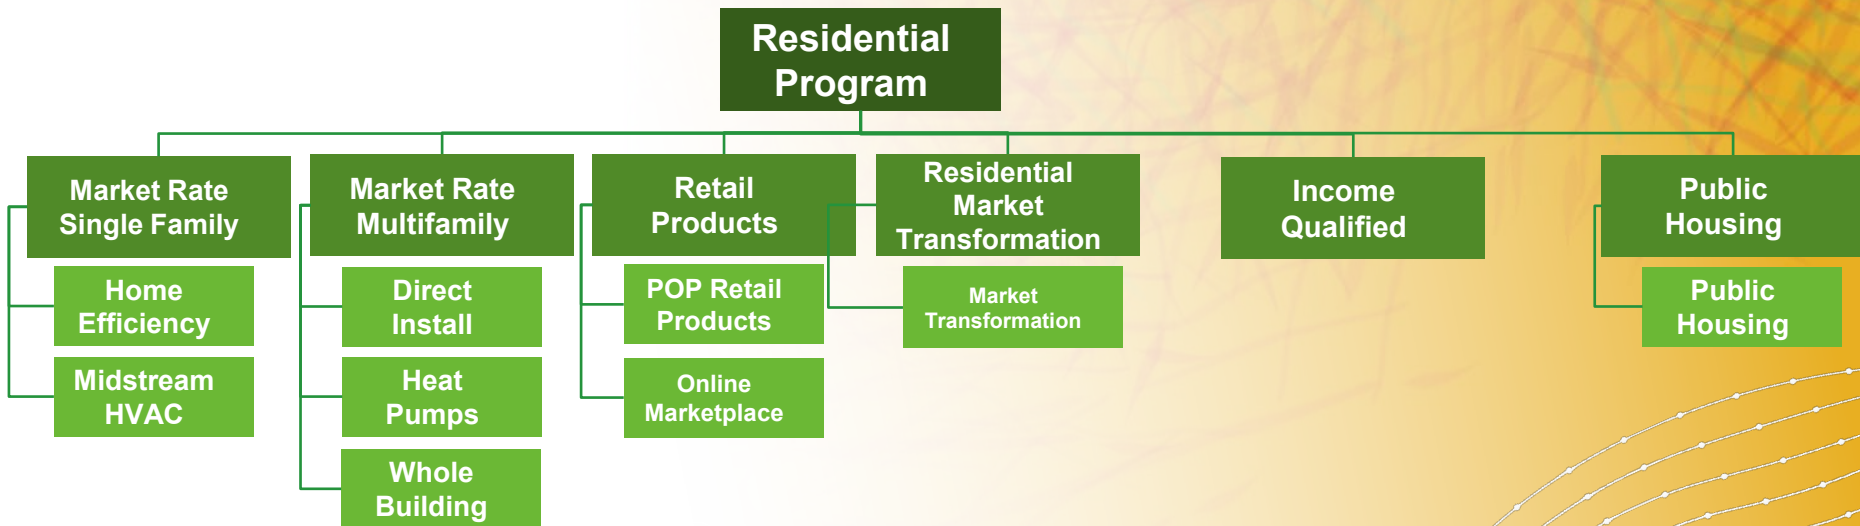 Residential
Program
Market Rate
Single Family
Market Rate
Multifamily
Retail
Products
Residential
Market
Transformation
Income
Qualified
Public
Housing
Home
Efficiency
Midstream
HVAC
Direct
Install
Heat
Pumps
Whole
Building
POP Retail
Products
Online
Marketplace
Market
Transformation
Public
Housing